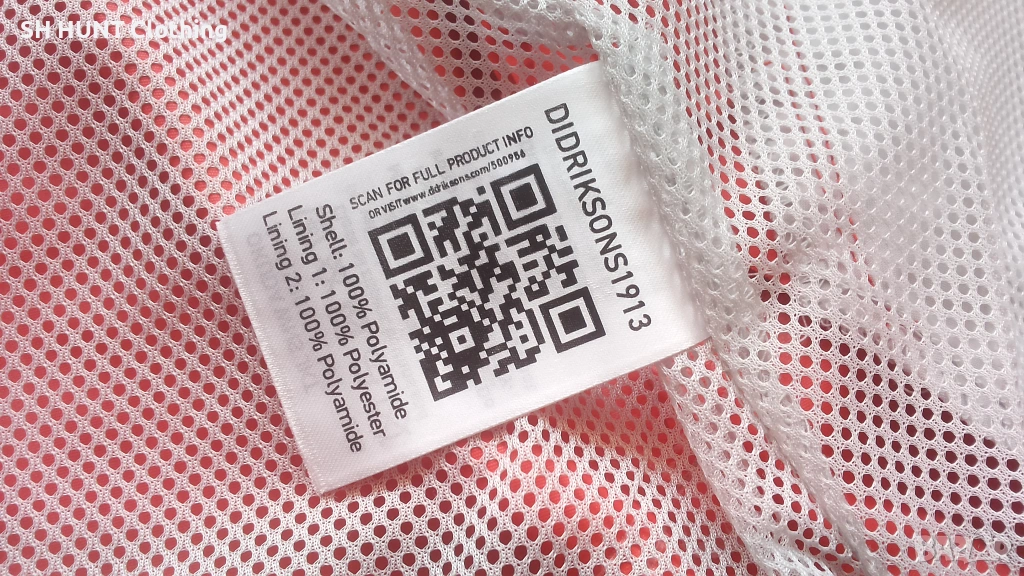 SH HUNT Clothing
DIDRIKSONS1913
SCAN FOR FULL PRODUCT INFO
OR VISIT www.didriksons.com/500986
Shell: 100% Polyamide
Lining 1: 100% Polyester
Lining 2: 100% Polyamide